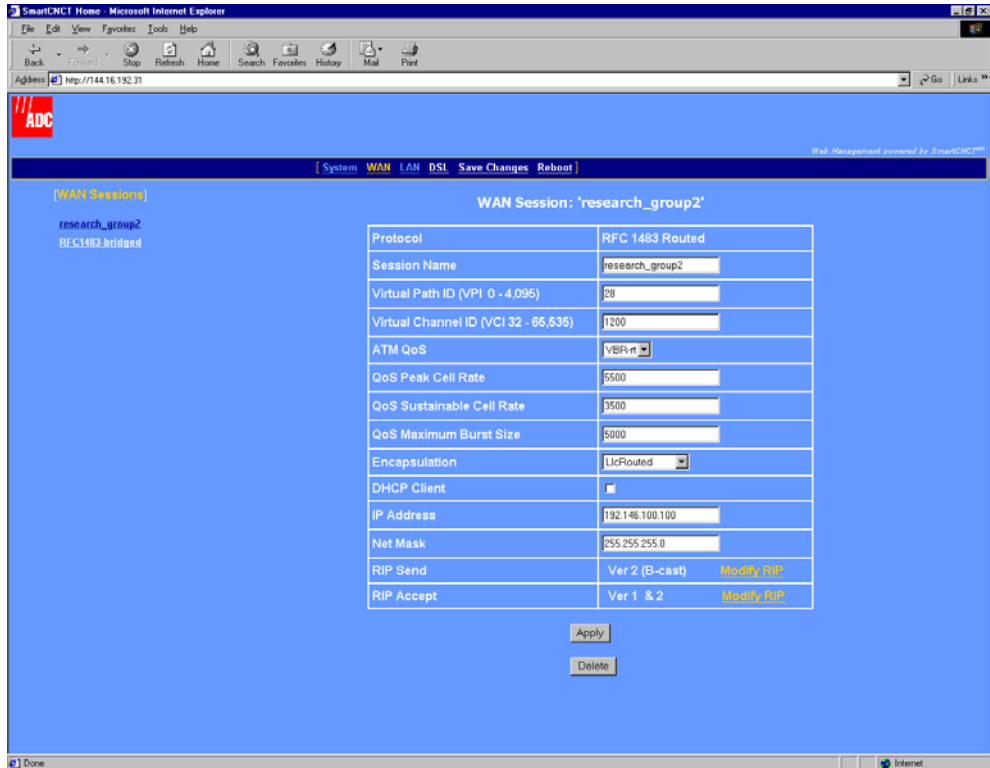 SmartCNCT Home - Microsoft Internet Explorer
File Edit View Favorites Tools Help
Back Forward Stop Refresh Home Search Favorites History Mail Print
Address http://144.16.192.31 Go Links »
ADC
Web Management powered by SmartCNCT™
[ System WAN LAN DSL Save Changes Reboot ]
[WAN Sessions]
research_group2
RFC1483-bridged
WAN Session: 'research_group2'
Protocol RFC 1483 Routed
Session Name research_group2
Virtual Path ID (VPI 0 - 4,095) 28
Virtual Channel ID (VCI 32 - 65,535) 1200
ATM QoS VBR-rt
QoS Peak Cell Rate 5500
QoS Sustainable Cell Rate 3500
QoS Maximum Burst Size 5000
Encapsulation LlcRouted
DHCP Client
IP Address 192.146.100.100
Net Mask 255.255.255.0
RIP Send Ver 2 (B-cast) Modify RIP
RIP Accept Ver 1 & 2 Modify RIP
Apply
Delete
Done Internet